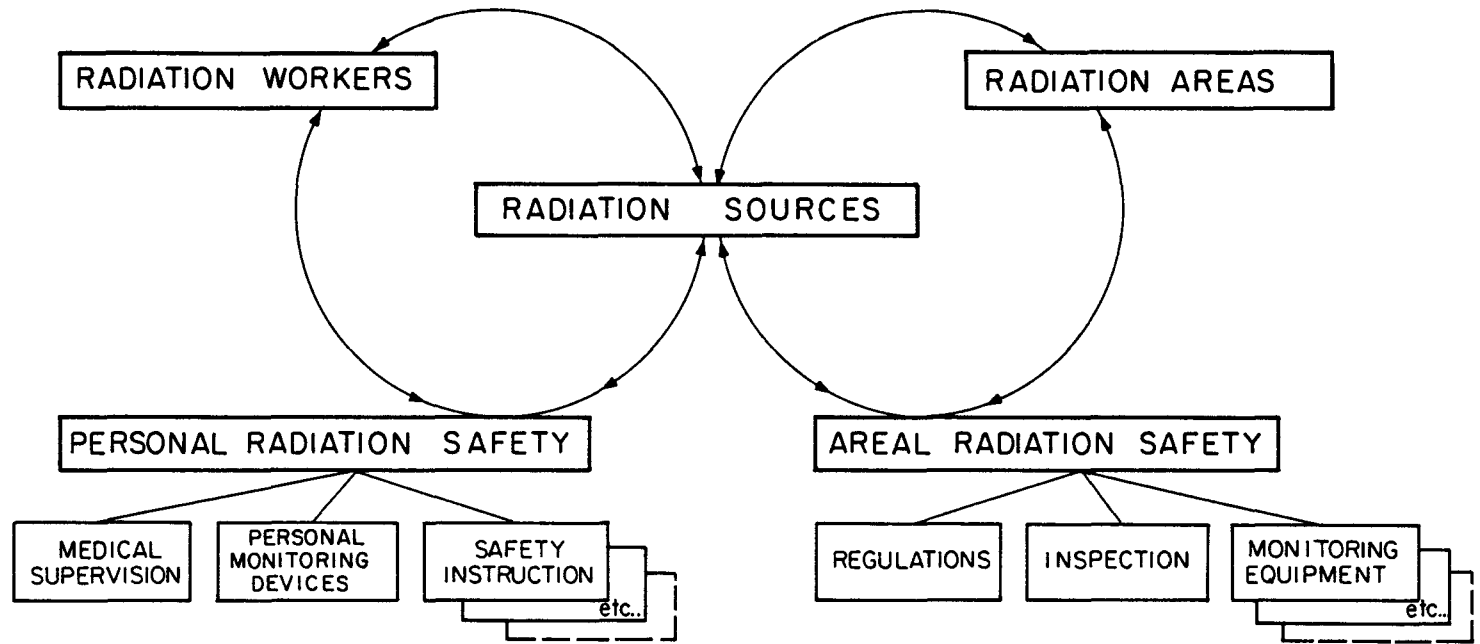 RADIATION WORKERS
RADIATION AREAS
RADIATION SOURCES
PERSONAL RADIATION SAFETY
AREAL RADIATION SAFETY
MEDICAL
SUPERVISION
PERSONAL
MONITORING
DEVICES
SAFETY
INSTRUCTION
etc..
REGULATIONS
INSPECTION
MONITORING
EQUIPMENT
etc..